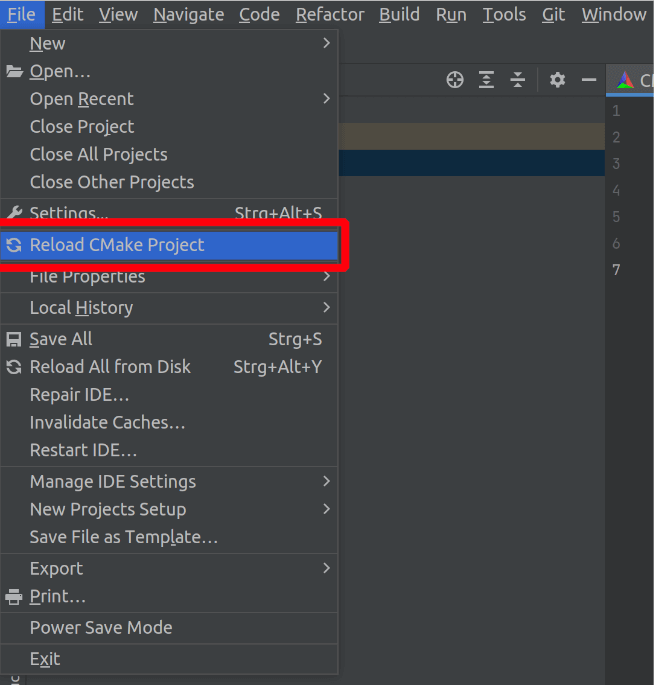 File Edit View Navigate Code Refactor Build Run Tools Git Window
New
Open...
Open Recent
Close Project
Close All Projects
Close Other Projects
Settings... Strg+Alt+S
Reload CMake Project
File Properties
Local History
Save All Strg+S
Reload All from Disk Strg+Alt+Y
Repair IDE...
Invalidate Caches...
Restart IDE...
Manage IDE Settings
New Projects Setup
Save File as Template...
Export
Print...
Power Save Mode
Exit
1
2
3
4
5
6
7